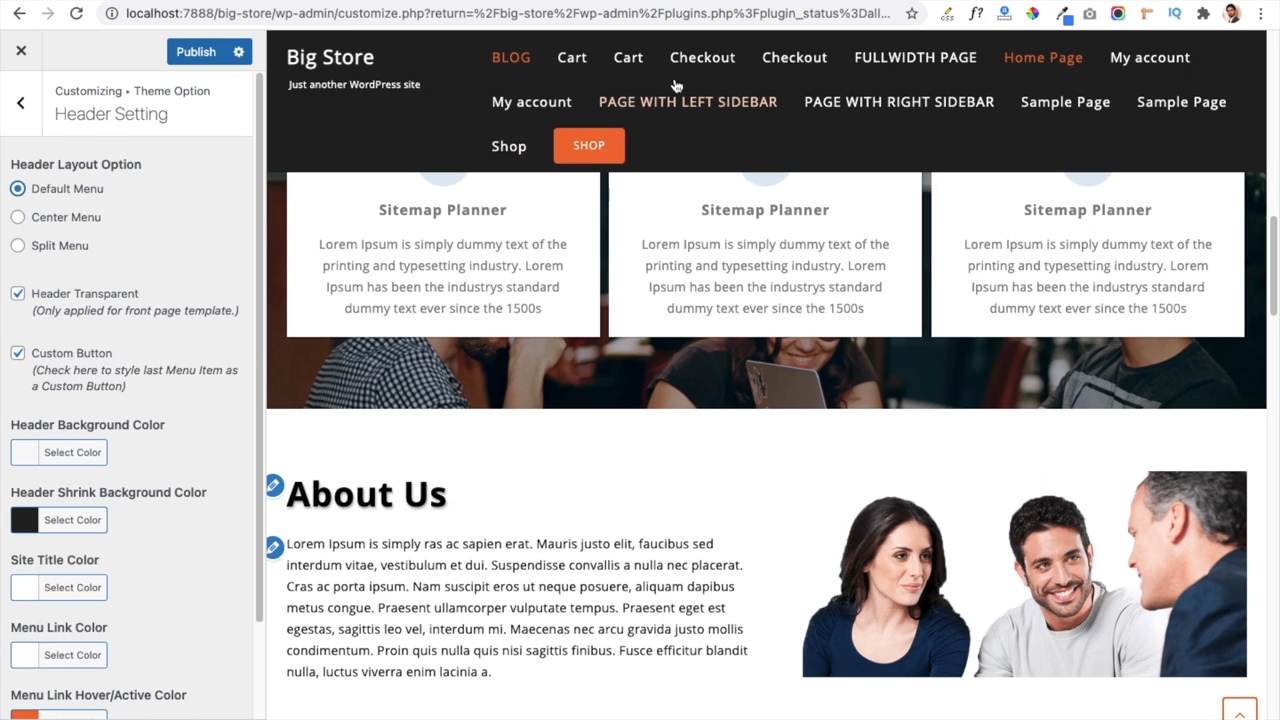 localhost:7888/big-store/wp-admin/customize.php?return=%2Fbig-store%2Fwp-admin%2Fplugins.php%3Fplugin_status%3Dall...
Publish
Customizing ▸ Theme Option
Header Setting
Header Layout Option
Default Menu
Center Menu
Split Menu
Header Transparent
(Only applied for front page template.)
Custom Button
(Check here to style last Menu Item as
a Custom Button)
Header Background Color
Select Color
Header Shrink Background Color
Select Color
Site Title Color
Select Color
Menu Link Color
Select Color
Menu Link Hover/Active Color
Big Store
Just another WordPress site
BLOG Cart Cart Checkout Checkout FULLWIDTH PAGE Home Page My account
My account PAGE WITH LEFT SIDEBAR PAGE WITH RIGHT SIDEBAR Sample Page Sample Page
Shop SHOP
Sitemap Planner
Lorem Ipsum is simply dummy text of the
printing and typesetting industry. Lorem
Ipsum has been the industrys standard
dummy text ever since the 1500s
Sitemap Planner
Lorem Ipsum is simply dummy text of the
printing and typesetting industry. Lorem
Ipsum has been the industrys standard
dummy text ever since the 1500s
Sitemap Planner
Lorem Ipsum is simply dummy text of the
printing and typesetting industry. Lorem
Ipsum has been the industrys standard
dummy text ever since the 1500s
About Us
Lorem Ipsum is simply ras ac sapien erat. Mauris justo elit, faucibus sed
interdum vitae, vestibulum et dui. Suspendisse convallis a nulla nec placerat.
Cras ac porta ipsum. Nam suscipit eros ut neque posuere, aliquam dapibus
metus congue. Praesent ullamcorper vulputate tempus. Praesent eget est
egestas, sagittis leo vel, interdum mi. Maecenas nec arcu gravida justo mollis
condimentum. Proin quis nulla quis nisi sagittis finibus. Fusce efficitur blandit
nulla, luctus viverra enim lacinia a.